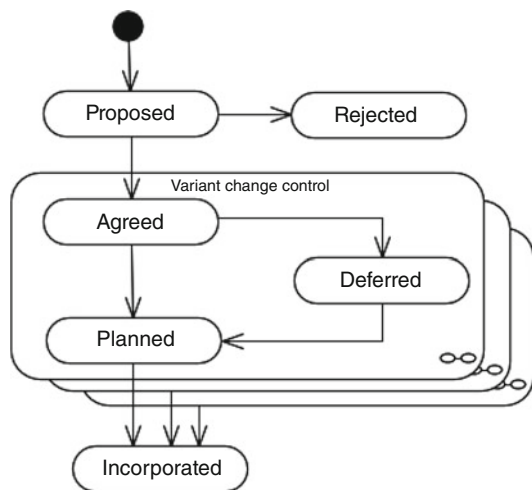 Proposed
Rejected
Variant change control
Agreed
Deferred
Planned
Incorporated